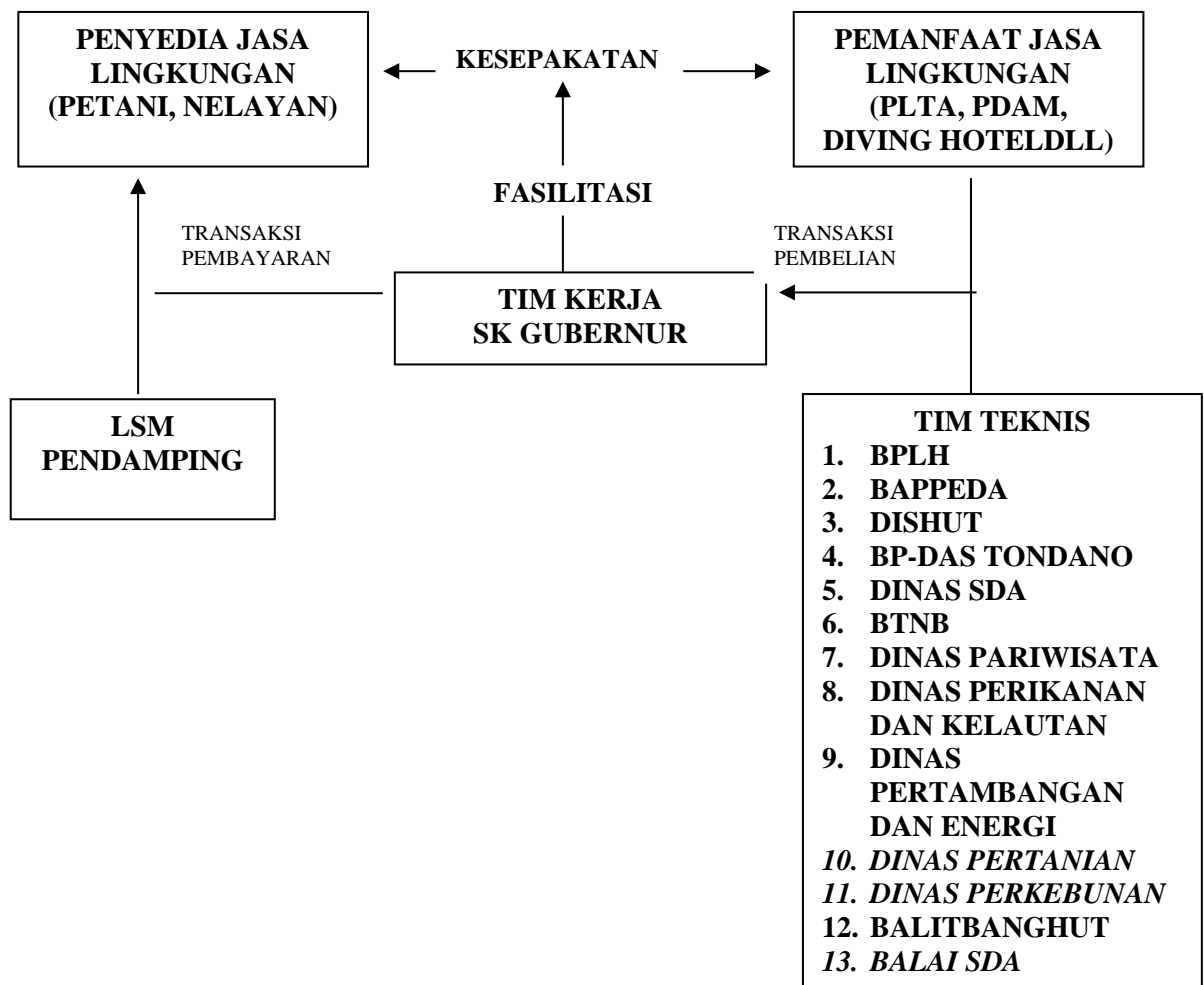 PENYEDIA JASA
LINGKUNGAN
(PETANI, NELAYAN)
KESEPAKATAN
PEMANFAAT JASA
LINGKUNGAN
(PLTA, PDAM,
DIVING HOTELDLL)
FASILITASI
TRANSAKSI
PEMBAYARAN
TRANSAKSI
PEMBELIAN
TIM KERJA
SK GUBERNUR
LSM
PENDAMPING
TIM TEKNIS
1. BPLH
2. BAPPEDA
3. DISHUT
4. BP-DAS TONDANO
5. DINAS SDA
6. BTNB
7. DINAS PARIWISATA
8. DINAS PERIKANAN
DAN KELAUTAN
9. DINAS
PERTAMBANGAN
DAN ENERGI
10. DINAS PERTANIAN
11. DINAS PERKEBUNAN
12. BALITBANGHUT
13. BALAI SDA